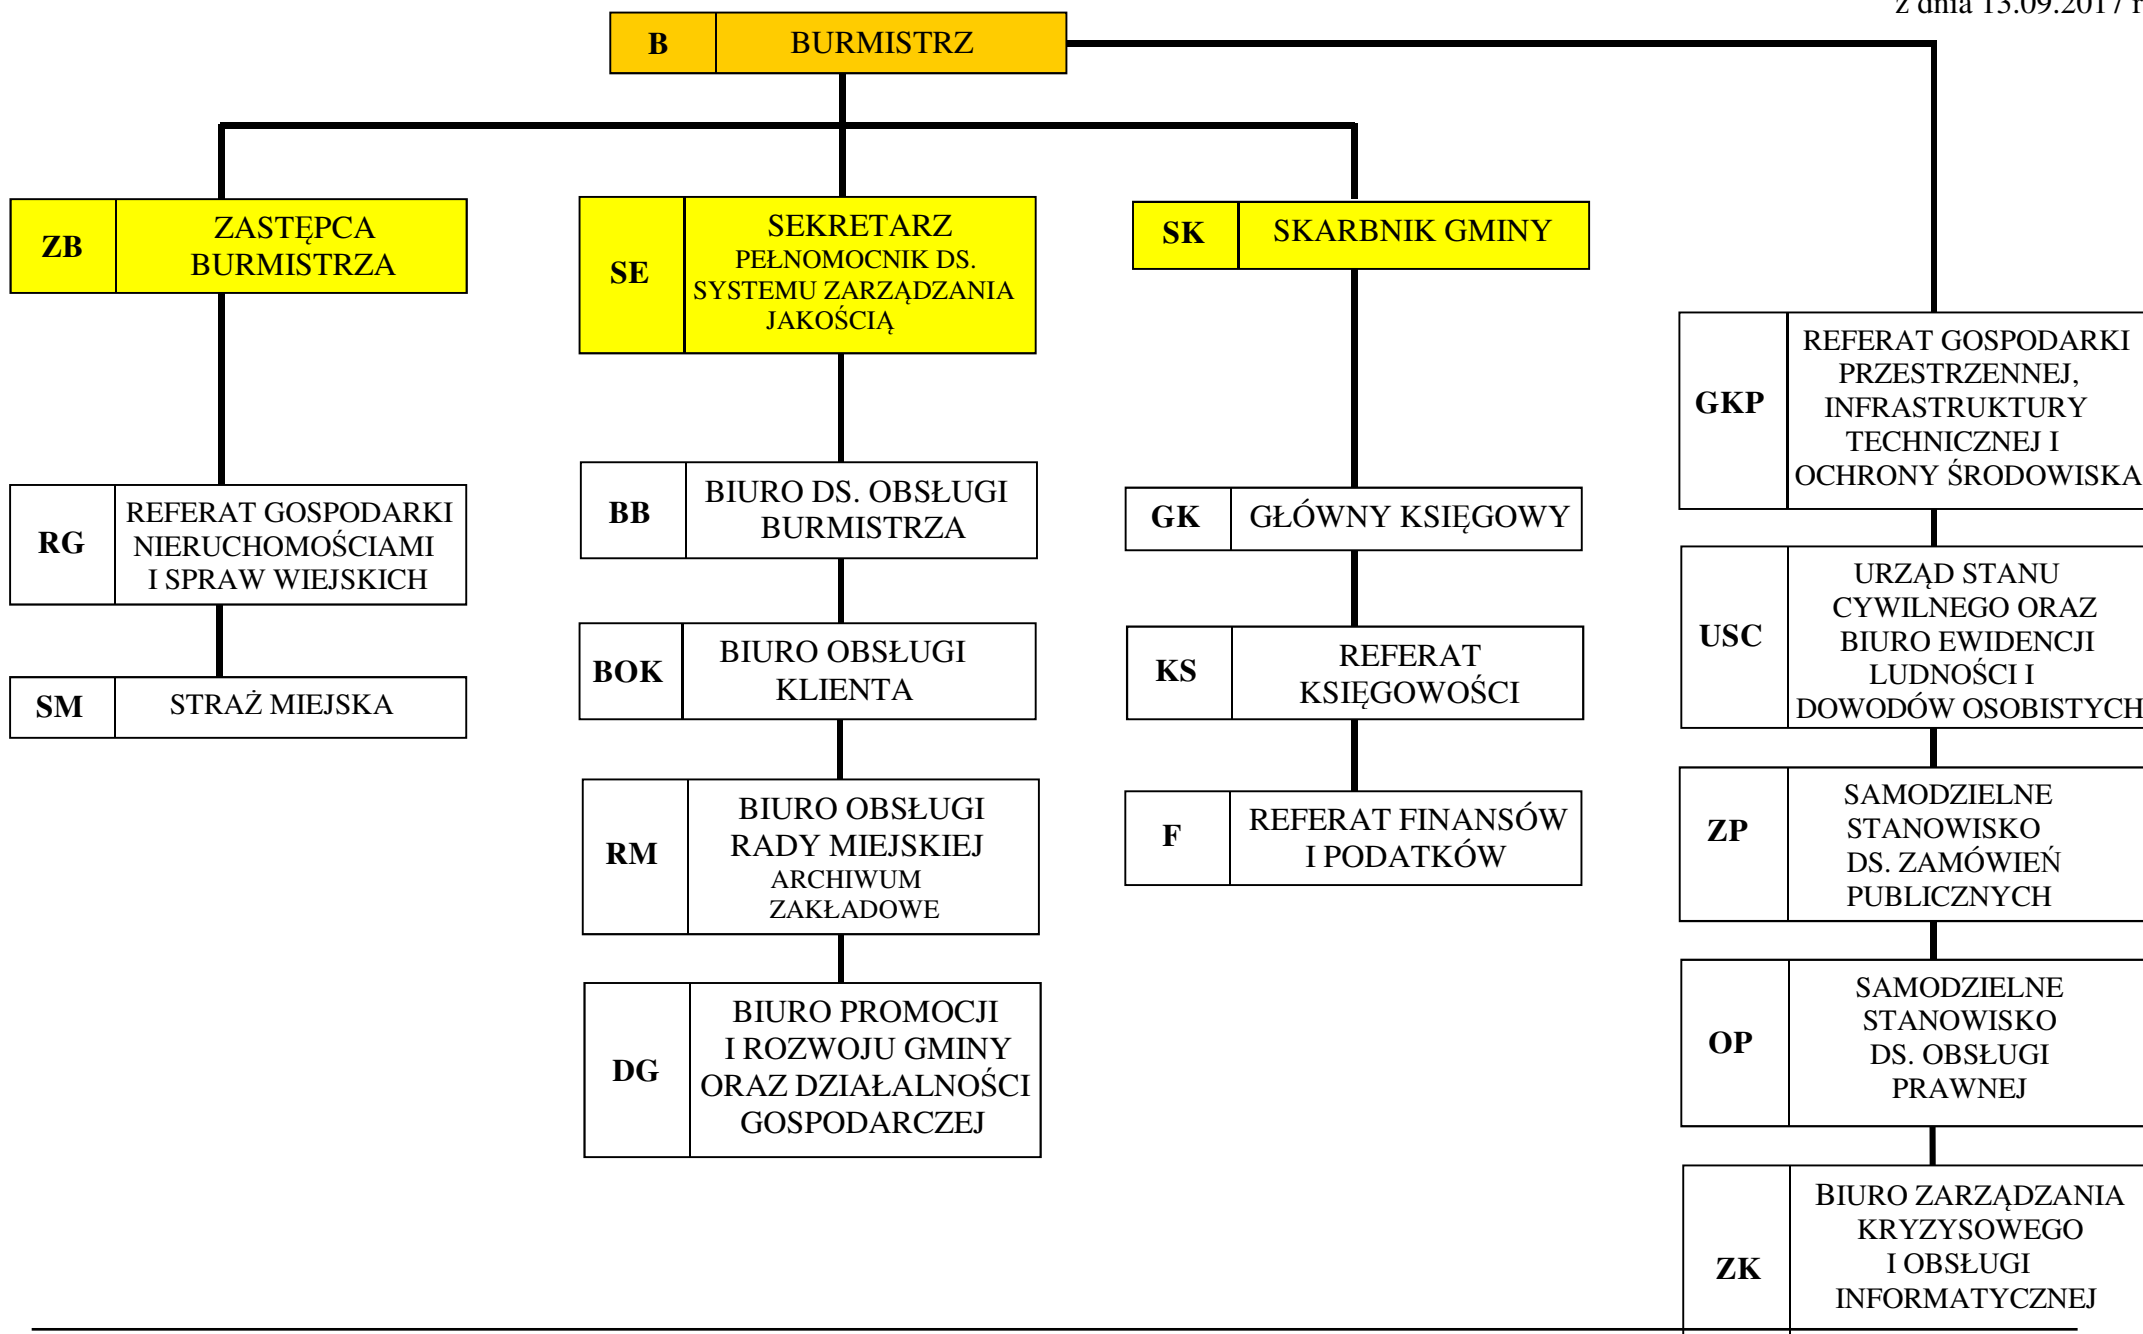 z dnia 13.09.2017 r
B BURMISTRZ
ZB ZASTĘPCA
BURMISTRZA
SE SEKRETARZ
PEŁNOMOCNIK DS.
SYSTEMU ZARZĄDZANIA
JAKOŚCIĄ
SK SKARBNIK GMINY
RG REFERAT GOSPODARKI
NIERUCHOMOŚCIAMI
I SPRAW WIEJSKICH
SM STRAŻ MIEJSKA
BB BIURO DS. OBSŁUGI
BURMISTRZA
BOK BIURO OBSŁUGI
KLIENTA
RM BIURO OBSŁUGI
RADY MIEJSKIEJ
ARCHIWUM
ZAKŁADOWE
DG BIURO PROMOCJI
I ROZWOJU GMINY
ORAZ DZIAŁALNOŚCI
GOSPODARCZEJ
GK GŁÓWNY KSIĘGOWY
KS REFERAT
KSIĘGOWOŚCI
F REFERAT FINANSÓW
I PODATKÓW
GKP REFERAT GOSPODARKI
PRZESTRZENNEJ,
INFRASTRUKTURY
TECHNICZNEJ I
OCHRONY ŚRODOWISKA
USC URZĄD STANU
CYWILNEGO ORAZ
BIURO EWIDENCJI
LUDNOŚCI I
DOWODÓW OSOBISTYCH
ZP SAMODZIELNE
STANOWISKO
DS. ZAMÓWIEŃ
PUBLICZNYCH
OP SAMODZIELNE
STANOWISKO
DS. OBSŁUGI
PRAWNEJ
ZK BIURO ZARZĄDZANIA
KRYZYSOWEGO
I OBSŁUGI
INFORMATYCZNEJ